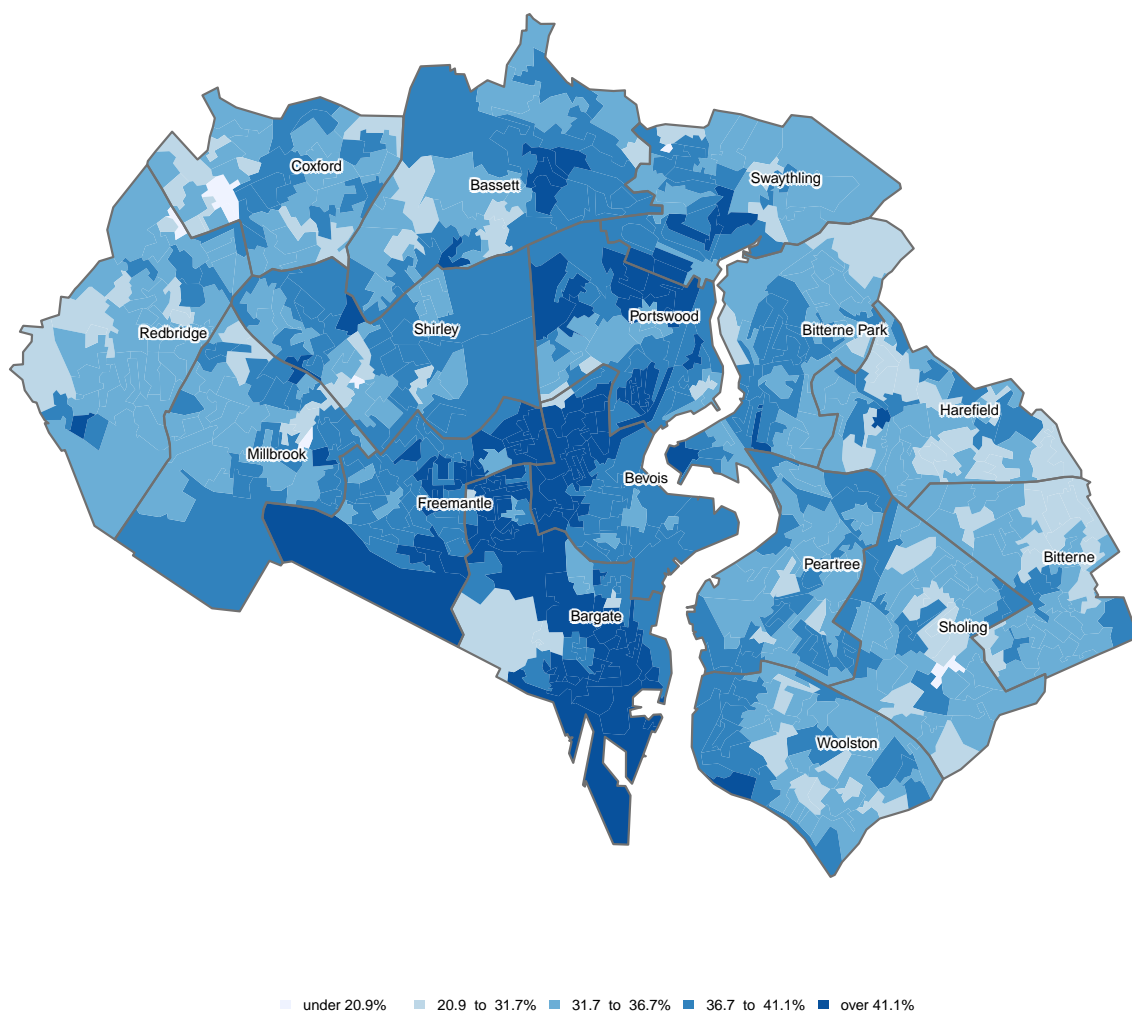 Coxford
Bassett
Swaythling
Redbridge
Shirley
Portswood
Bitterne Park
Harefield
Millbrook
Freemantle
Bevois
Peartree
Bitterne
Bargate
Sholing
Woolston
under 20.9% 20.9 to 31.7% 31.7 to 36.7% 36.7 to 41.1% over 41.1%